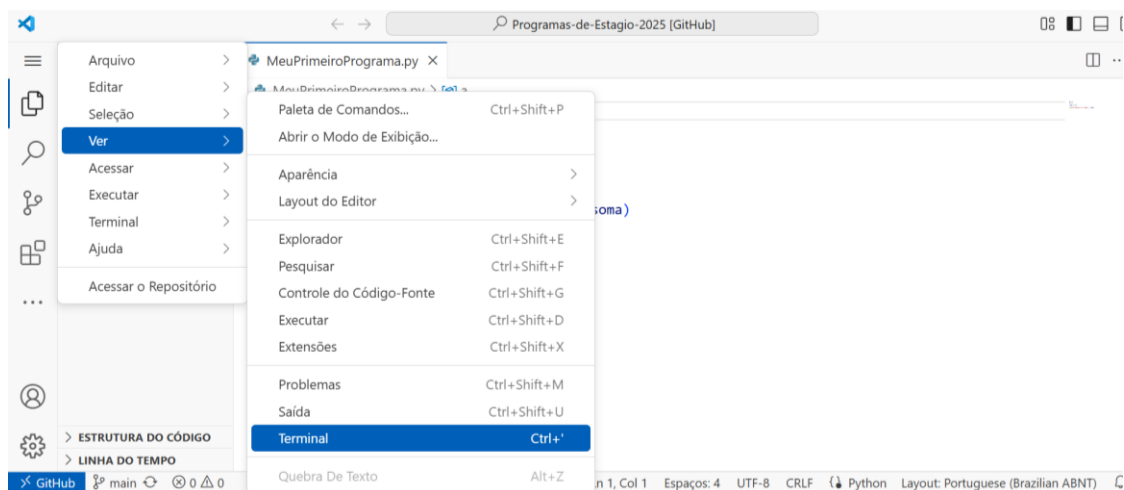 Programas-de-Estagio-2025 [GitHub]
Arquivo
Editar
Seleção
Ver
Acessar
Executar
Terminal
Ajuda
Acessar o Repositório
MeuPrimeiroPrograma.py
MeuPrimeiroPrograma.py > a
Paleta de Comandos... Ctrl+Shift+P
Abrir o Modo de Exibição...
Aparência
Layout do Editor
Explorador Ctrl+Shift+E
Pesquisar Ctrl+Shift+F
Controle do Código-Fonte Ctrl+Shift+G
Executar Ctrl+Shift+D
Extensões Ctrl+Shift+X
Problemas Ctrl+Shift+M
Saída Ctrl+Shift+U
Terminal Ctrl+'
Quebra De Texto Alt+Z
soma)
ESTRUTURA DO CÓDIGO
LINHA DO TEMPO
GitHub main 0 0 Ln 1, Col 1 Espaços: 4 UTF-8 CRLF Python Layout: Portuguese (Brazilian ABNT)